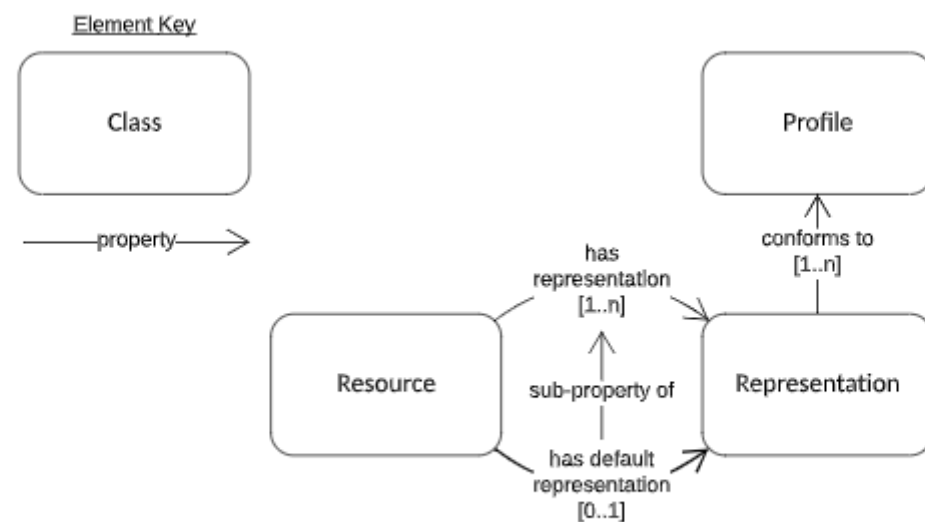 Element Key
Class
Profile
property
conforms to
[1..n]
has
representation
[1..n]
Resource
sub-property of
Representation
has default
representation
[0..1]